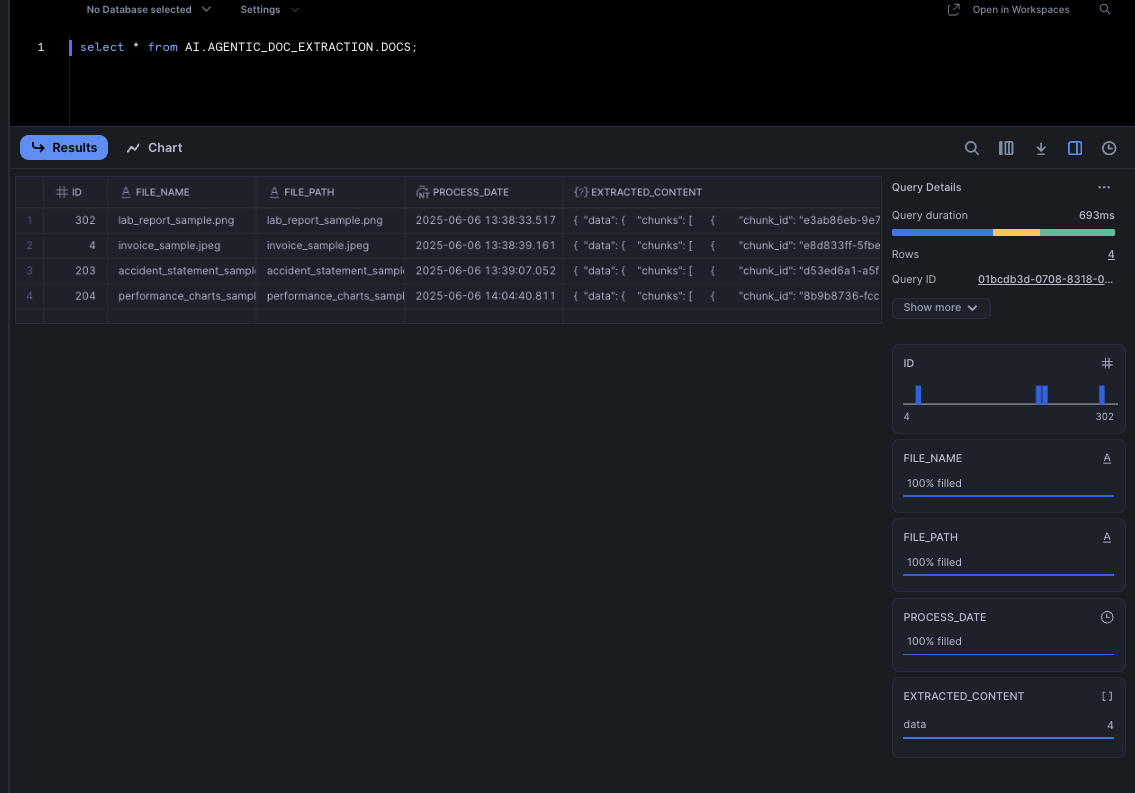 No Database selected Settings Open in Workspaces
1 select * from AI.AGENTIC_DOC_EXTRACTION.DOCS;
Results Chart
ID FILE_NAME FILE_PATH PROCESS_DATE EXTRACTED_CONTENT
1 302 lab_report_sample.png lab_report_sample.png 2025-06-06 13:38:33.517 { "data": { "chunks": [ { "chunk_id": "e3ab86eb-9e7
2 4 invoice_sample.jpeg invoice_sample.jpeg 2025-06-06 13:38:39.161 { "data": { "chunks": [ { "chunk_id": "e8d833ff-5fbe
3 203 accident_statement_sampl accident_statement_sampl 2025-06-06 13:39:07.052 { "data": { "chunks": [ { "chunk_id": "d53ed6a1-a5f
4 204 performance_charts_sampl performance_charts_sampl 2025-06-06 14:04:40.811 { "data": { "chunks": [ { "chunk_id": "8b9b8736-fcc
Query Details ...
Query duration 693ms
Rows 4
Query ID 01bcdb3d-0708-8318-0...
Show more
ID
4 302
FILE_NAME A
100% filled
FILE_PATH A
100% filled
PROCESS_DATE
100% filled
EXTRACTED_CONTENT [ ]
data 4